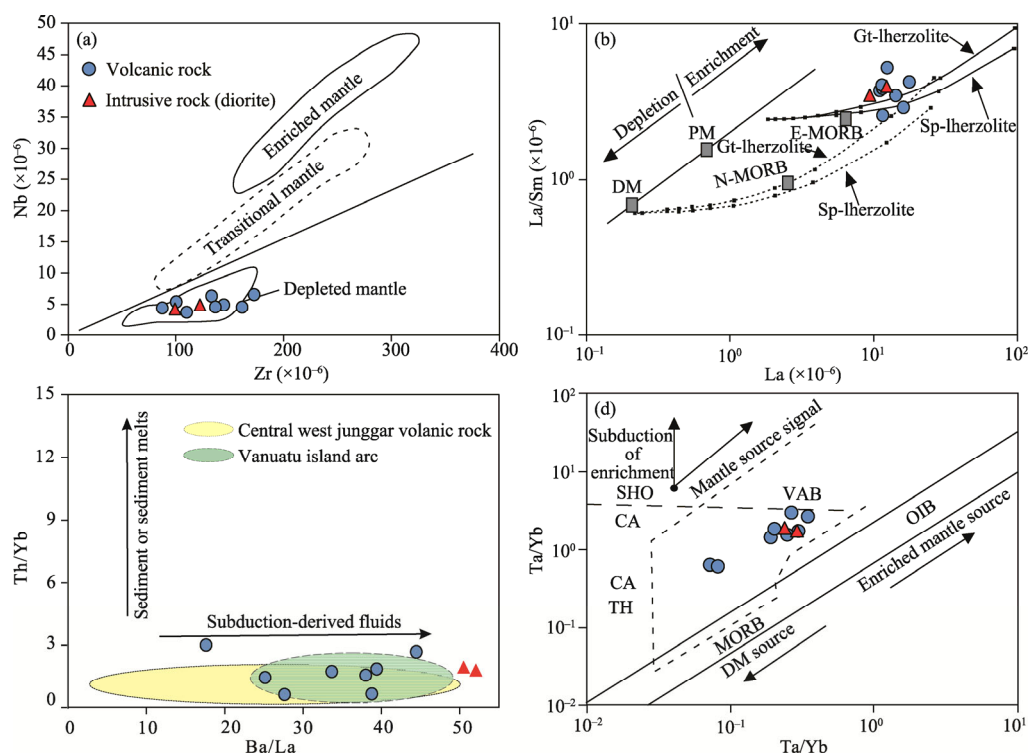 (a)
Volcanic rock
Intrusive rock (diorite)
Enriched mantle
Transitional mantle
Depleted mantle
50
45
40
35
30
25
20
15
10
5
0
Nb (×10⁻⁶)
0
100
200
300
400
Zr (×10⁻⁶)
(b)
Depletion
Enrichment
Gt-lherzolite
Sp-lherzolite
PM
E-MORB
Gt-lherzolite
N-MORB
DM
Sp-lherzolite
10¹
10⁰
10⁻¹
La/Sm (×10⁻⁶)
10⁻¹
10⁰
10¹
10²
La (×10⁻⁶)
Central west junggar volanic rock
Vanuatu island arc
Sediment or sediment melts
Subduction-derived fluids
15
12
9
6
3
0
Th/Yb
0
10
20
30
40
50
60
Ba/La
(d)
Subduction
of
enrichment
Mantle source signal
SHO
CA
VAB
CA
TH
OIB
Enriched mantle source
MORB
DM source
10²
10¹
10⁰
10⁻¹
10⁻²
Ta/Yb
10⁻²
10⁻¹
10⁰
10¹
Ta/Yb